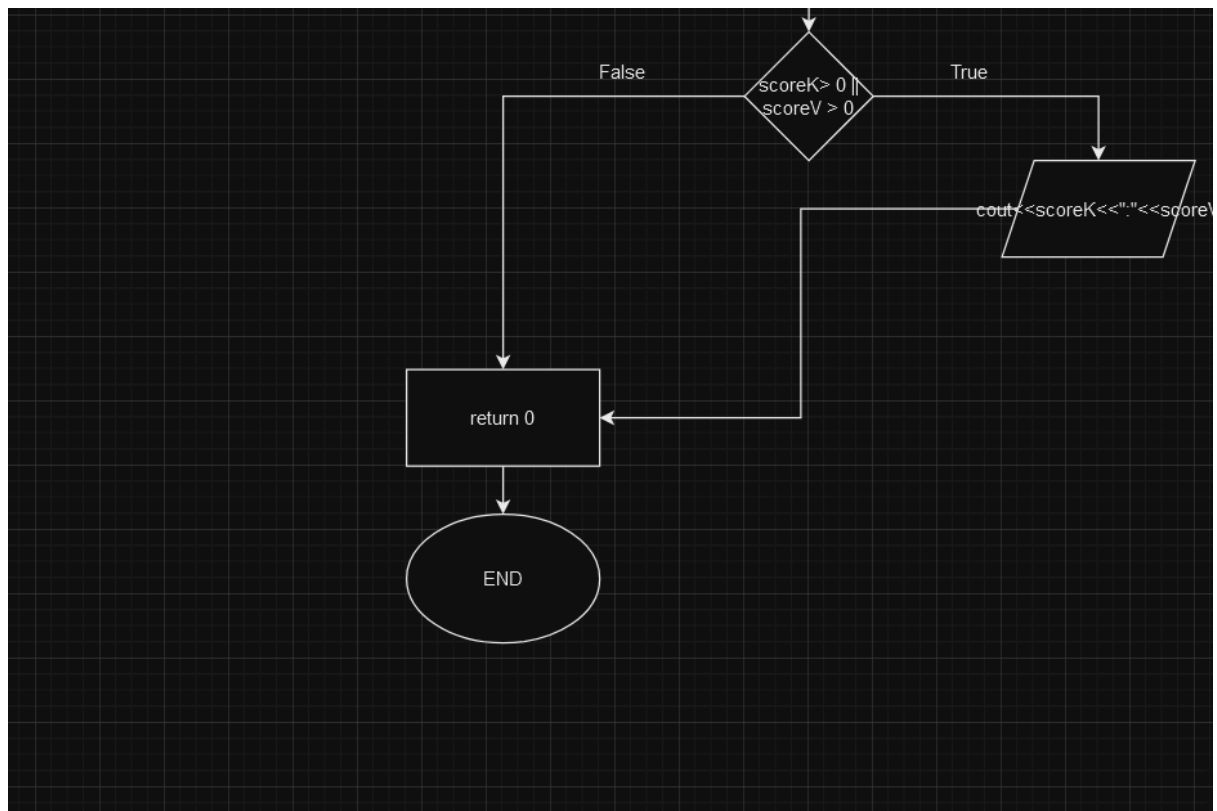 False
scoreK> 0 ||
scoreV > 0
True
cout<<scoreK<<":"<<scoreV
return 0
END